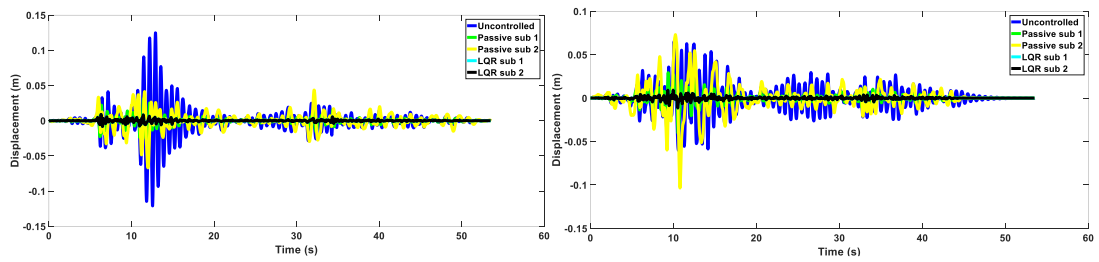 0.15
0.1
0.05
0
-0.05
-0.1
-0.15
Displacement (m)
0 10 20 30 40 50 60
Time (s)
Uncontrolled
Passive sub 1
Passive sub 2
LQR sub 1
LQR sub 2
0.1
0.05
0
-0.05
-0.1
-0.15
Displacement (m)
0 10 20 30 40 50 60
Time (s)
Uncontrolled
Passive sub 1
Passive sub 2
LQR sub 1
LQR sub 2